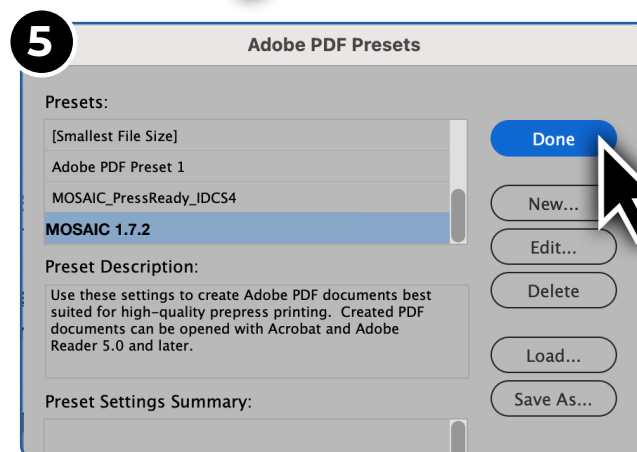 5
Adobe PDF Presets
Presets:
[Smallest File Size]
Adobe PDF Preset 1
MOSAIC_PressReady_IDCS4
MOSAIC 1.7.2
Done
New...
Edit...
Delete
Load...
Save As...
Preset Description:
Use these settings to create Adobe PDF documents best
suited for high-quality prepress printing.  Created PDF
documents can be opened with Acrobat and Adobe
Reader 5.0 and later.
Preset Settings Summary: